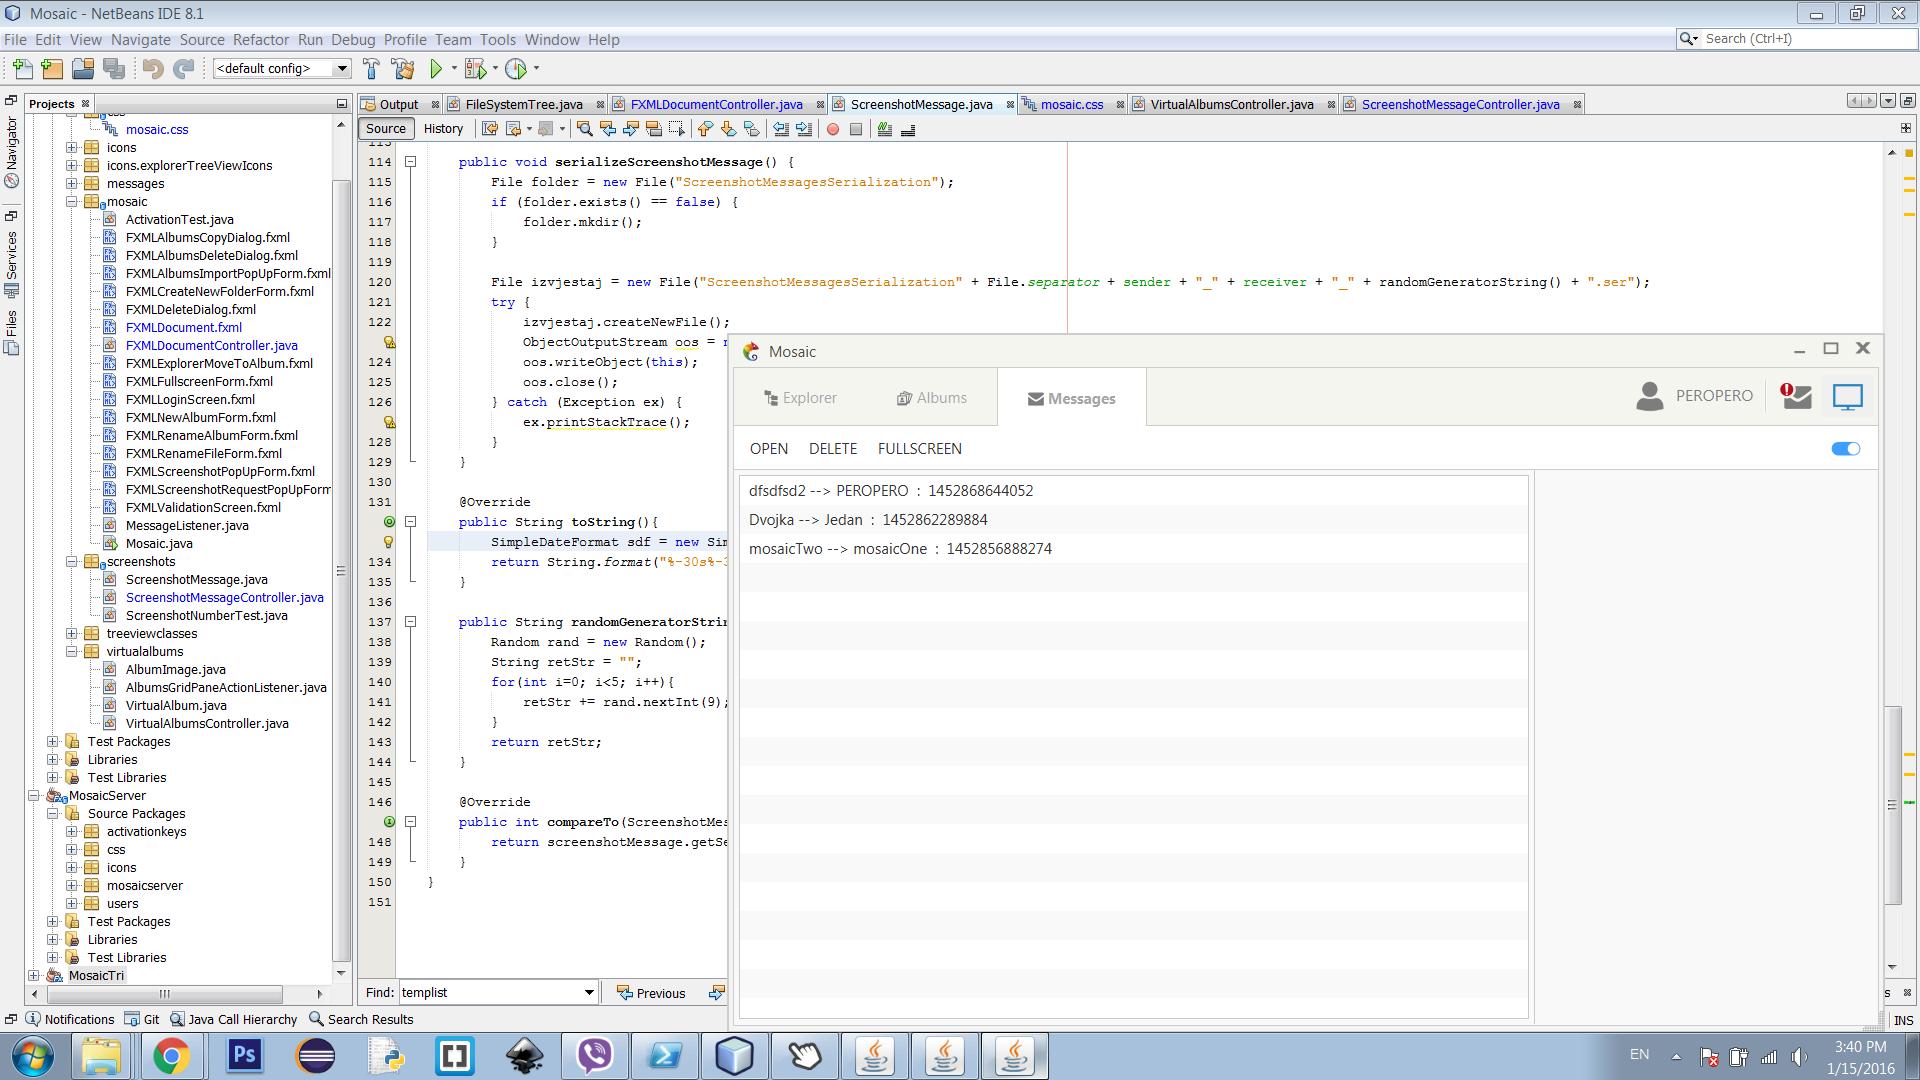 Mosaic - NetBeans IDE 8.1
File Edit View Navigate Source Refactor Run Debug Profile Team Tools Window Help
Search (Ctrl+I)
<default config>
Projects
Output
FileSystemTree.java
FXMLDocumentController.java
ScreenshotMessage.java
mosaic.css
VirtualAlbumsController.java
ScreenshotMessageController.java
Source History
Navigator
Services
Files
css
mosaic.css
icons
icons.explorerTreeViewIcons
messages
mosaic
ActivationTest.java
FXMLAlbumsCopyDialog.fxml
FXMLAlbumsDeleteDialog.fxml
FXMLAlbumsImportPopUpForm.fxml
FXMLCreateNewFolderForm.fxml
FXMLDeleteDialog.fxml
FXMLDocument.fxml
FXMLDocumentController.java
FXMLExplorerMoveToAlbum.fxml
FXMLFullscreenForm.fxml
FXMLLoginScreen.fxml
FXMLNewAlbumForm.fxml
FXMLRenameAlbumForm.fxml
FXMLRenameFileForm.fxml
FXMLScreenshotPopUpForm.fxml
FXMLScreenshotRequestPopUpForm
FXMLValidationScreen.fxml
MessageListener.java
Mosaic.java
screenshots
ScreenshotMessage.java
ScreenshotMessageController.java
ScreenshotNumberTest.java
treeviewclasses
virtualalbums
AlbumImage.java
AlbumsGridPaneActionListener.java
VirtualAlbum.java
VirtualAlbumsController.java
Test Packages
Libraries
Test Libraries
MosaicServer
Source Packages
activationkeys
css
icons
mosaicserver
users
Test Packages
Libraries
Test Libraries
MosaicTri
113
114 public void serializeScreenshotMessage() {
115 File folder = new File("ScreenshotMessagesSerialization");
116 if (folder.exists() == false) {
117 folder.mkdir();
118 }
119
120 File izvjestaj = new File("ScreenshotMessagesSerialization" + File.separator + sender + "_" + receiver + "_" + randomGeneratorString() + ".ser");
121 try {
122 izvjestaj.createNewFile();
ObjectOutputStream oos = n
124 oos.writeObject(this);
125 oos.close();
126 } catch (Exception ex) {
ex.printStackTrace();
128 }
129 }
130
131 @Override
public String toString(){
SimpleDateFormat sdf = new Sim
134 return String.format("%-30s%-3
135 }
136
137 public String randomGeneratorStrin
138 Random rand = new Random();
139 String retStr = "";
140 for(int i=0; i<5; i++){
141 retStr += rand.nextInt(9);
142 }
143 return retStr;
144 }
145
146 @Override
public int compareTo(ScreenshotMes
148 return screenshotMessage.getSe
149 }
150 }
151
Mosaic
Explorer Albums Messages
PEROPERO
OPEN DELETE FULLSCREEN
dfsdfsd2 --> PEROPERO : 1452868644052
Dvojka --> Jedan : 1452862289884
mosaicTwo --> mosaicOne : 1452856888274
Find: templist Previous
s
Notifications Git Java Call Hierarchy Search Results
INS
Ps
EN
3:40 PM
1/15/2016